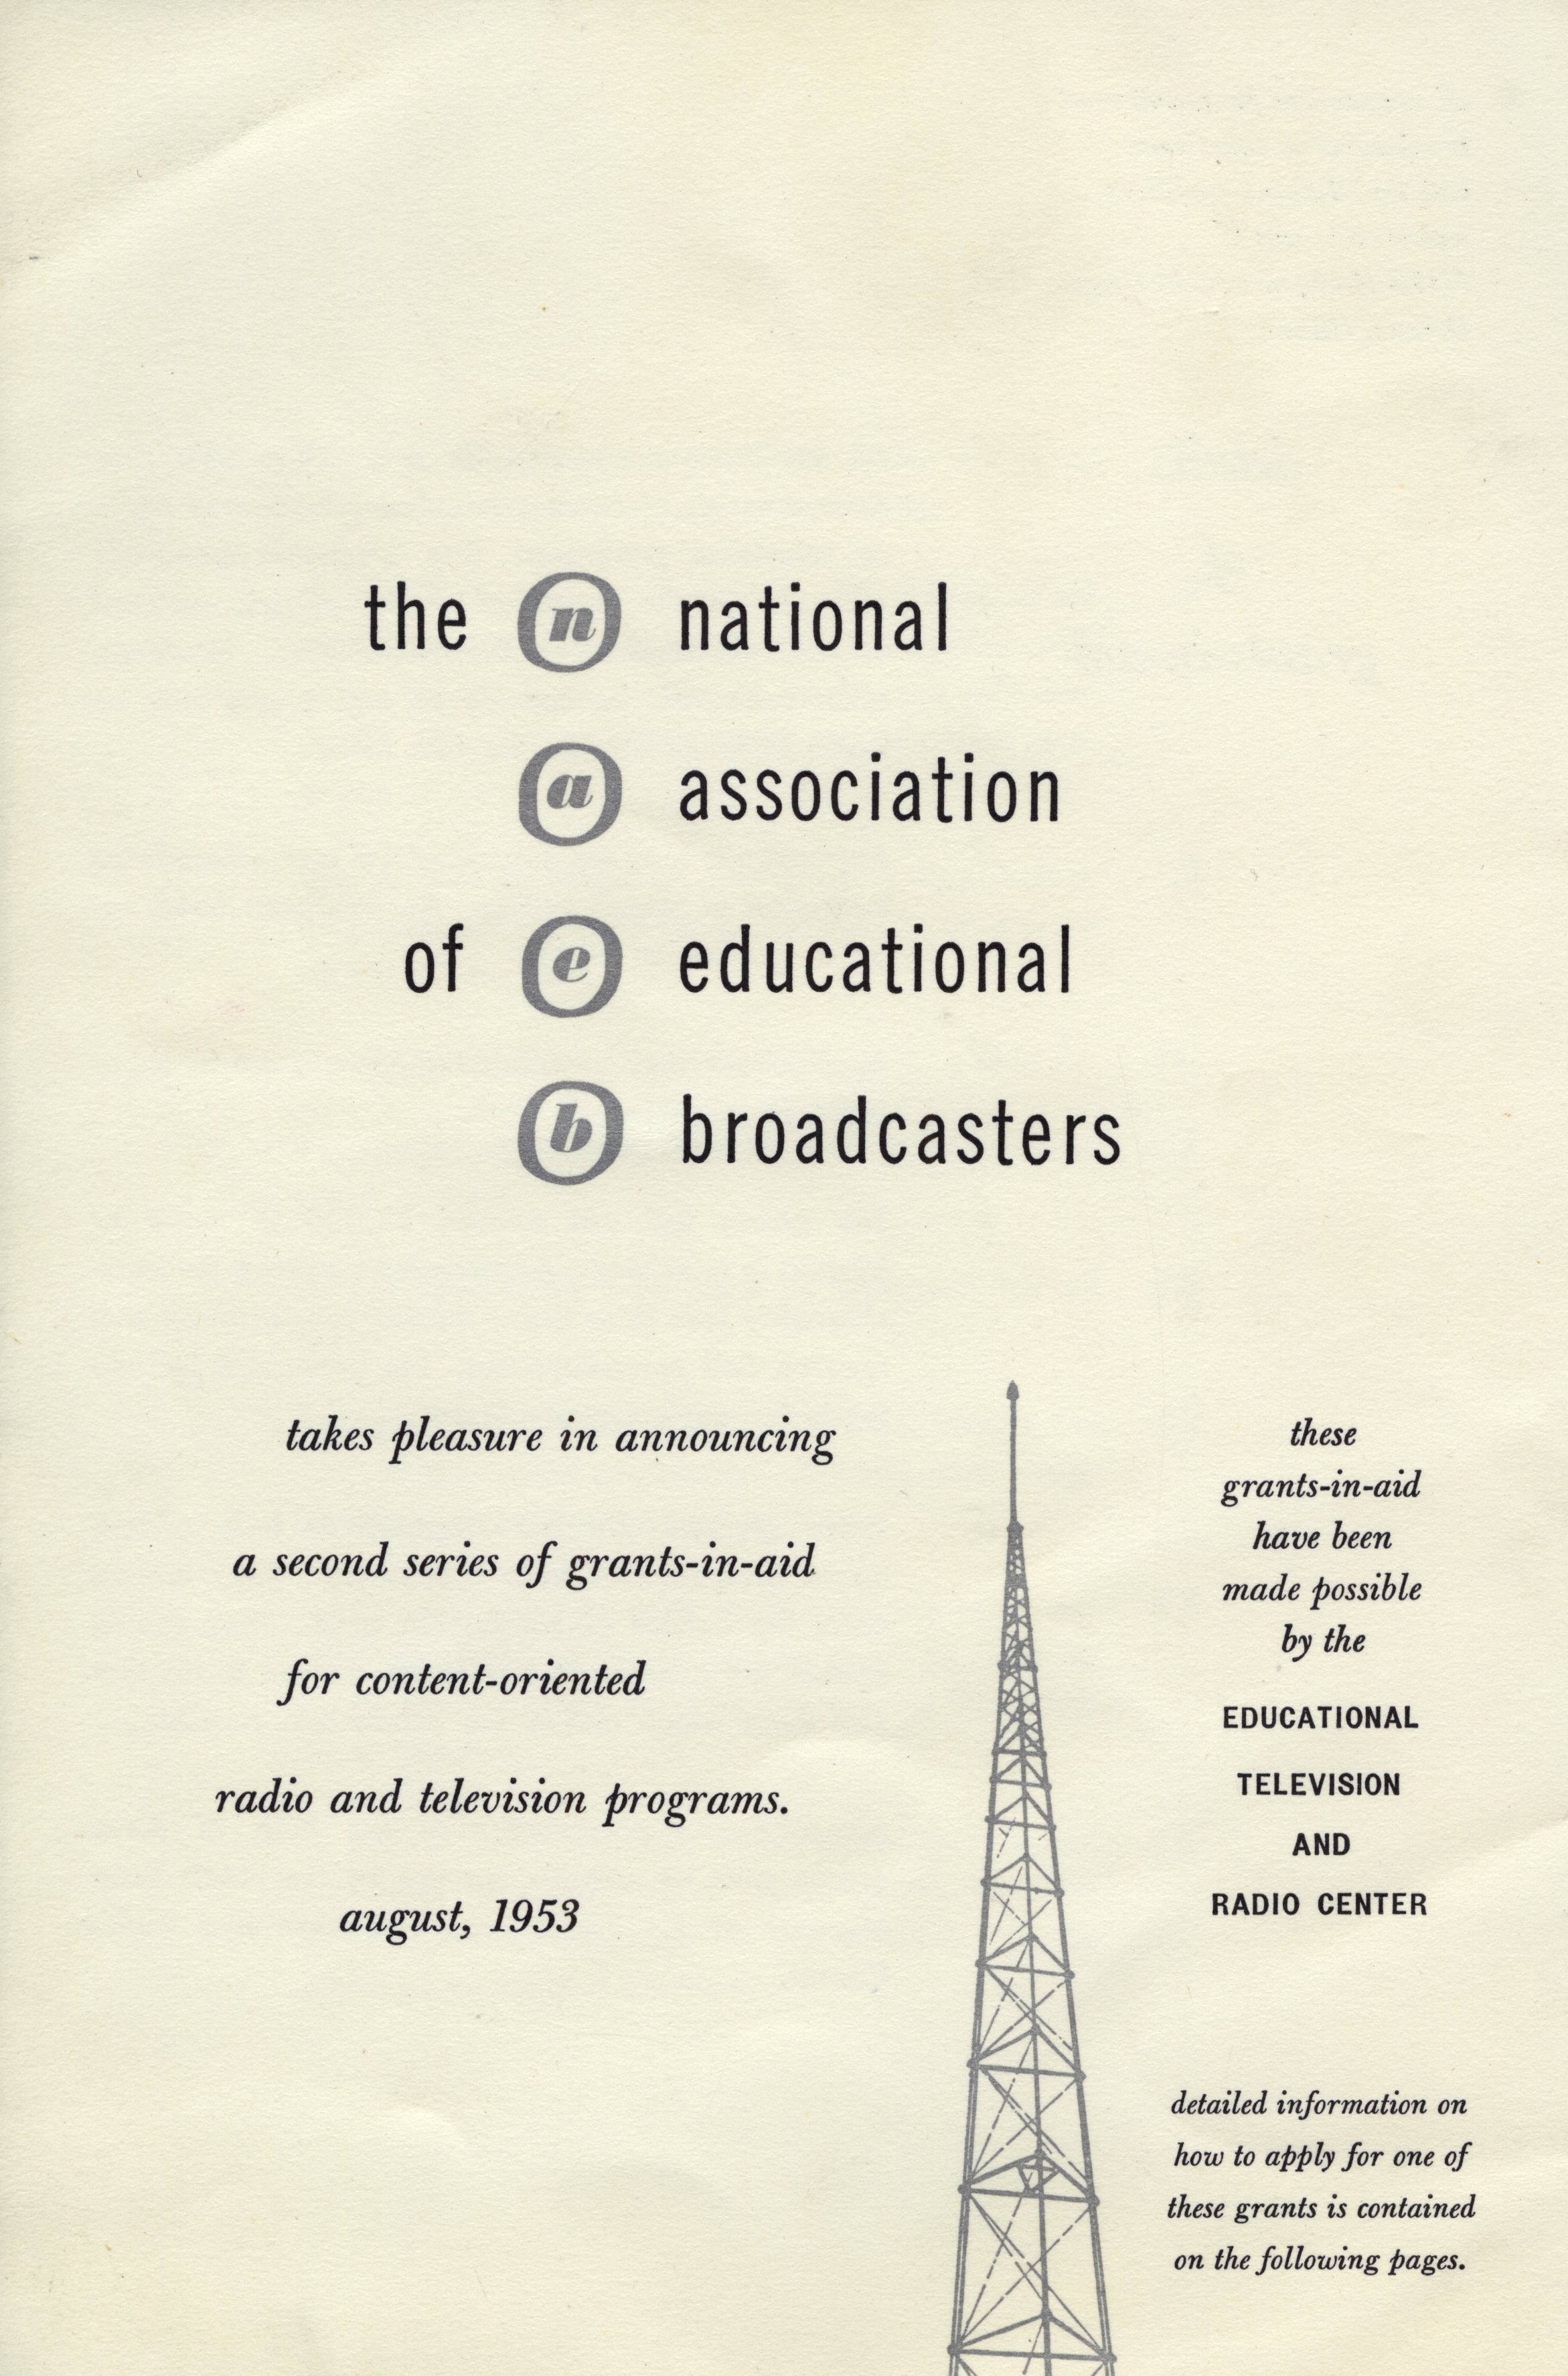 the n national
a association
of e educational
b broadcasters
takes pleasure in announcing
a second series of grants-in-aid
for content-oriented
radio and television programs.
august, 1953
these
grants-in-aid
have been
made possible
by the
EDUCATIONAL
TELEVISION
AND
RADIO CENTER
detailed information on
how to apply for one of
these grants is contained
on the following pages.